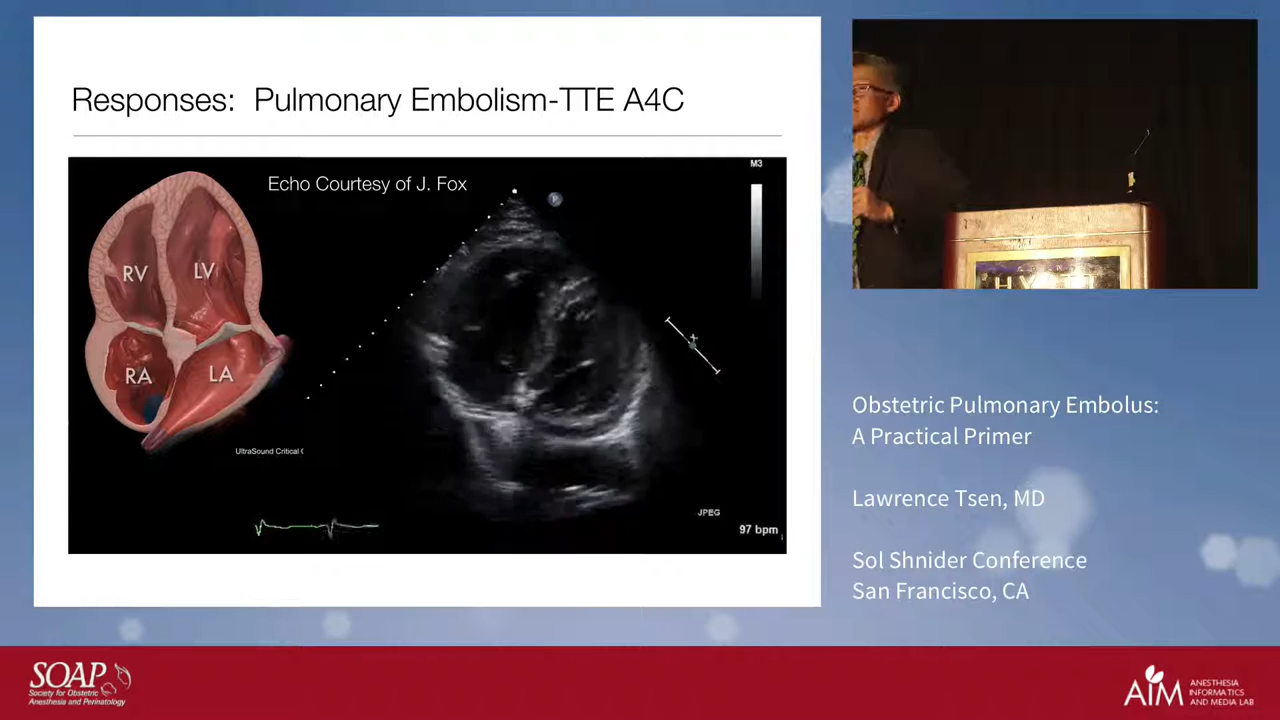 Responses: Pulmonary Embolism-TTE A4C
Echo Courtesy of J. Fox
M3
P
RV LV
RA LA
UltraSound Critical
JPEG
97 bpm
HYATT
Obstetric Pulmonary Embolus:
A Practical Primer
Lawrence Tsen, MD
Sol Shnider Conference
San Francisco, CA
SOAP
Society for Obstetric
Anesthesia and Perinatology
AIM
ANESTHESIA
INFORMATICS
AND MEDIA LAB